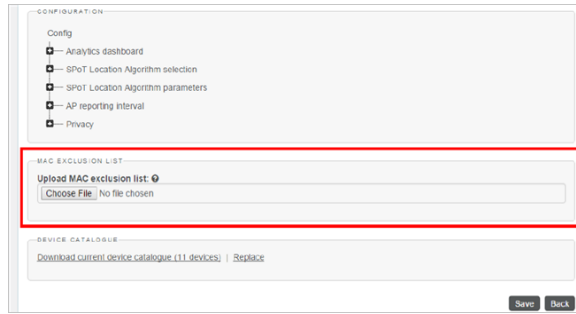 CONFIGURATION
Config
Analytics dashboard
SPoT Location Algorithm selection
SPoT Location Algorithm parameters
AP reporting interval
Privacy
MAC EXCLUSION LIST
Upload MAC exclusion list:
Choose File No file chosen
DEVICE CATALOGUE
Download current device catalogue (11 devices) | Replace
Save Back